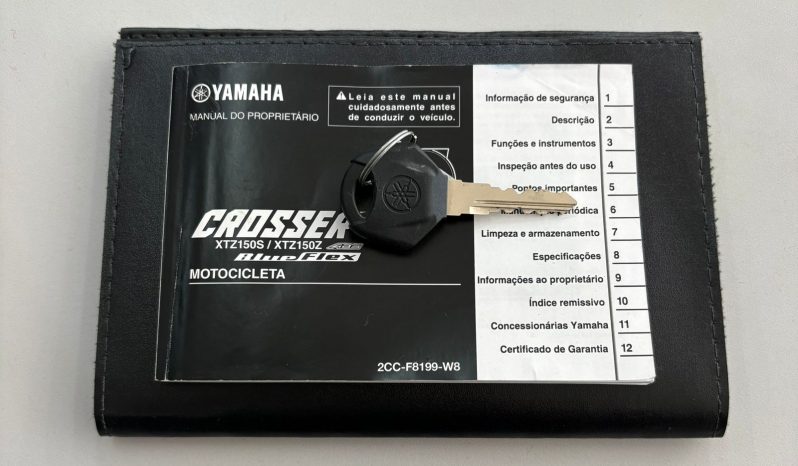 YAMAHA
MANUAL DO PROPRIETÁRIO
Leia este manual
cuidadosamente antes
de conduzir o veículo.
CROSSER
XTZ150S / XTZ150Z ABS
BlueFlex
MOTOCICLETA
2CC-F8199-W8
Informação de segurança 1
Descrição 2
Funções e instrumentos 3
Inspeção antes do uso 4
Pontos importantes 5
periódica 6
Limpeza e armazenamento 7
Especificações 8
Informações ao proprietário 9
Índice remissivo 10
Concessionárias Yamaha 11
Certificado de Garantia 12